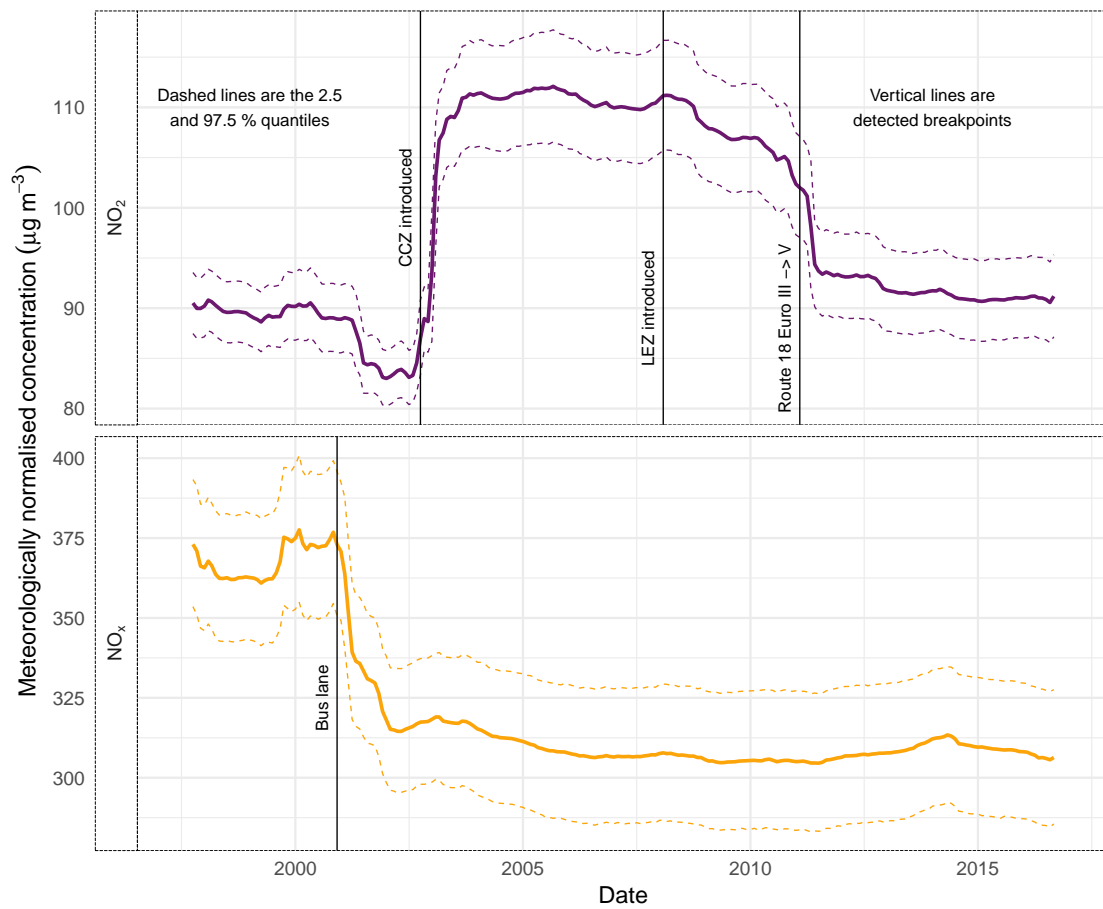 Meteorologically normalised concentration (μg m⁻³)
NO₂
110
100
90
80
Dashed lines are the 2.5
and 97.5 % quantiles
CCZ introduced
LEZ introduced
Route 18 Euro III −> V
Vertical lines are
detected breakpoints
NOₓ
400
375
350
325
300
Bus lane
2000
2005
2010
2015
Date